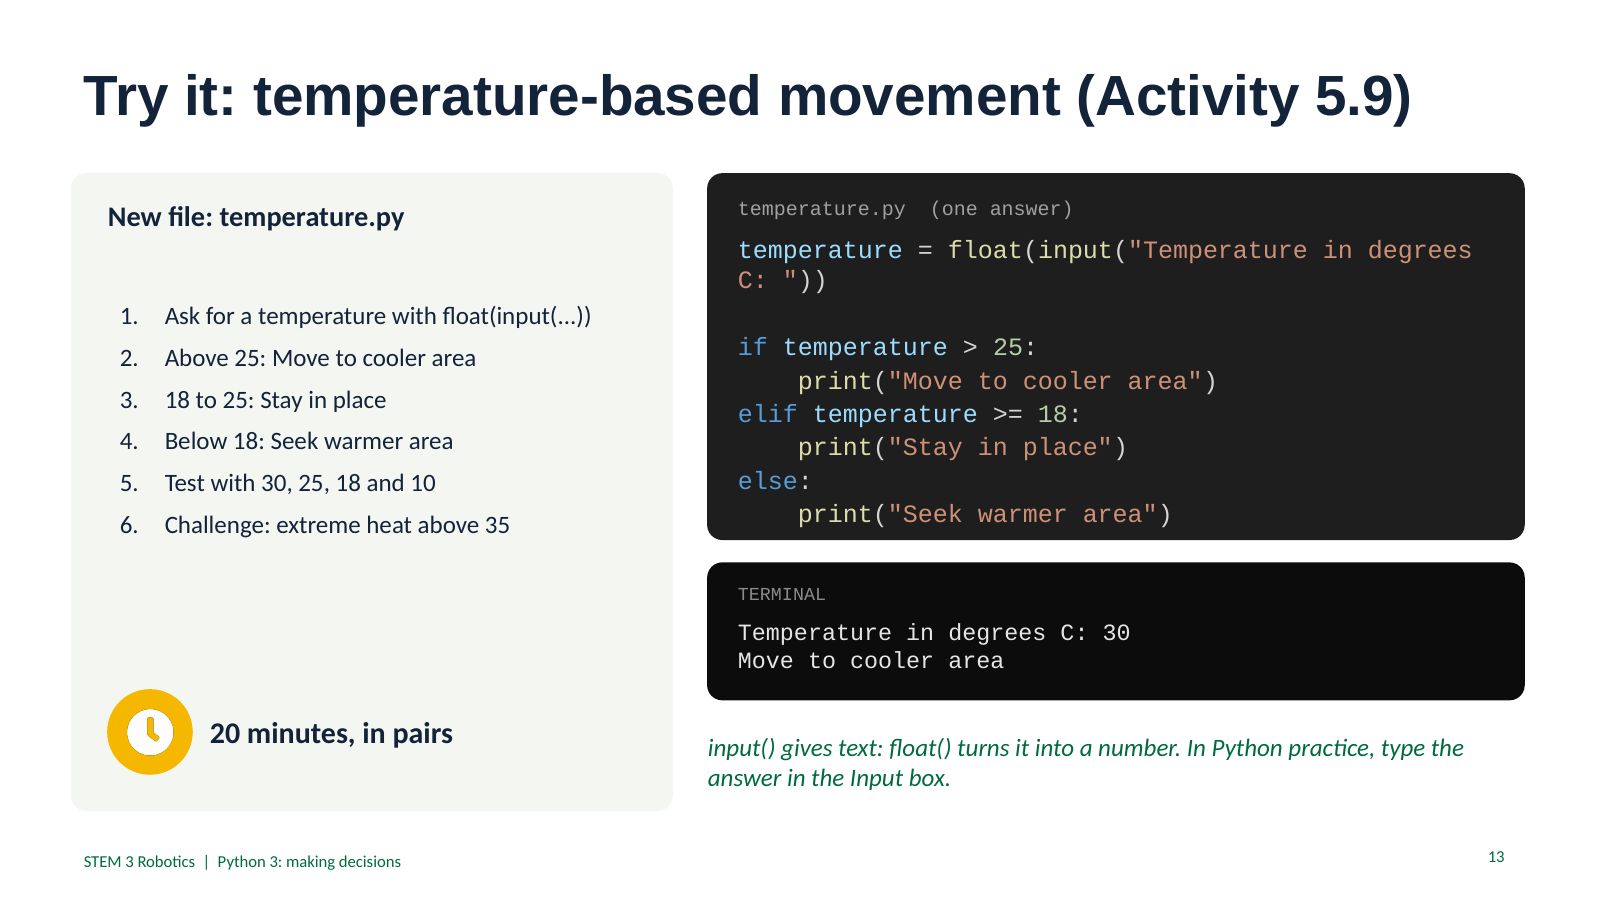 Try it: temperature-based movement (Activity 5.9)
New file: temperature.py
1. Ask for a temperature with float(input(...))
2. Above 25: Move to cooler area
3. 18 to 25: Stay in place
4. Below 18: Seek warmer area
5. Test with 30, 25, 18 and 10
6. Challenge: extreme heat above 35
20 minutes, in pairs
temperature.py  (one answer)
temperature = float(input("Temperature in degrees
C: "))
if temperature > 25:
    print("Move to cooler area")
elif temperature >= 18:
    print("Stay in place")
else:
    print("Seek warmer area")
TERMINAL
Temperature in degrees C: 30
Move to cooler area
input() gives text: float() turns it into a number. In Python practice, type the
answer in the Input box.
STEM 3 Robotics | Python 3: making decisions
13